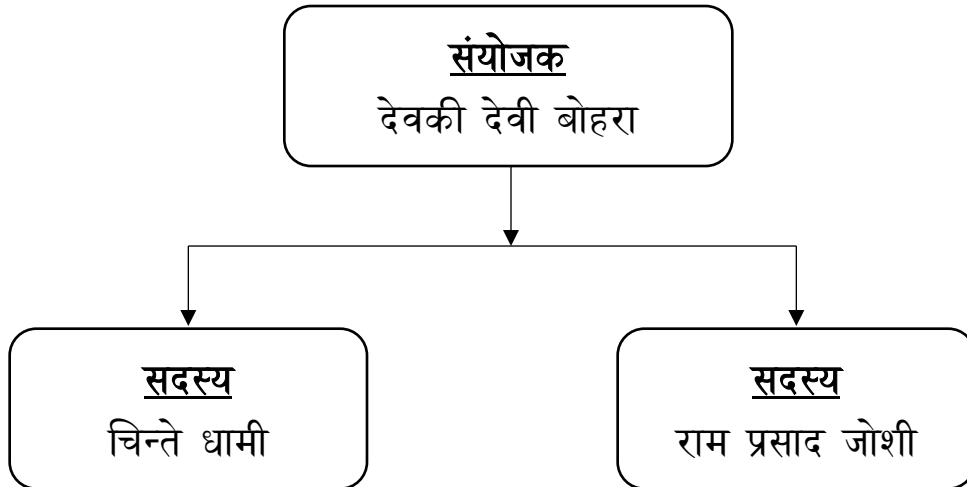 संयोजक
देवकी देवी बोहरा
सदस्य
चिन्ते धामी
सदस्य
राम प्रसाद जोशी